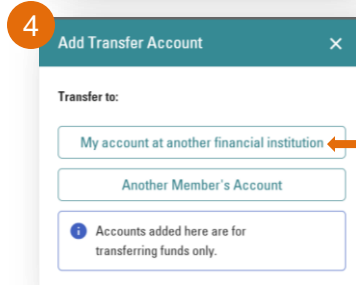 4
Add Transfer Account
Transfer to:
My account at another financial institution
Another Member's Account
Accounts added here are for
transferring funds only.